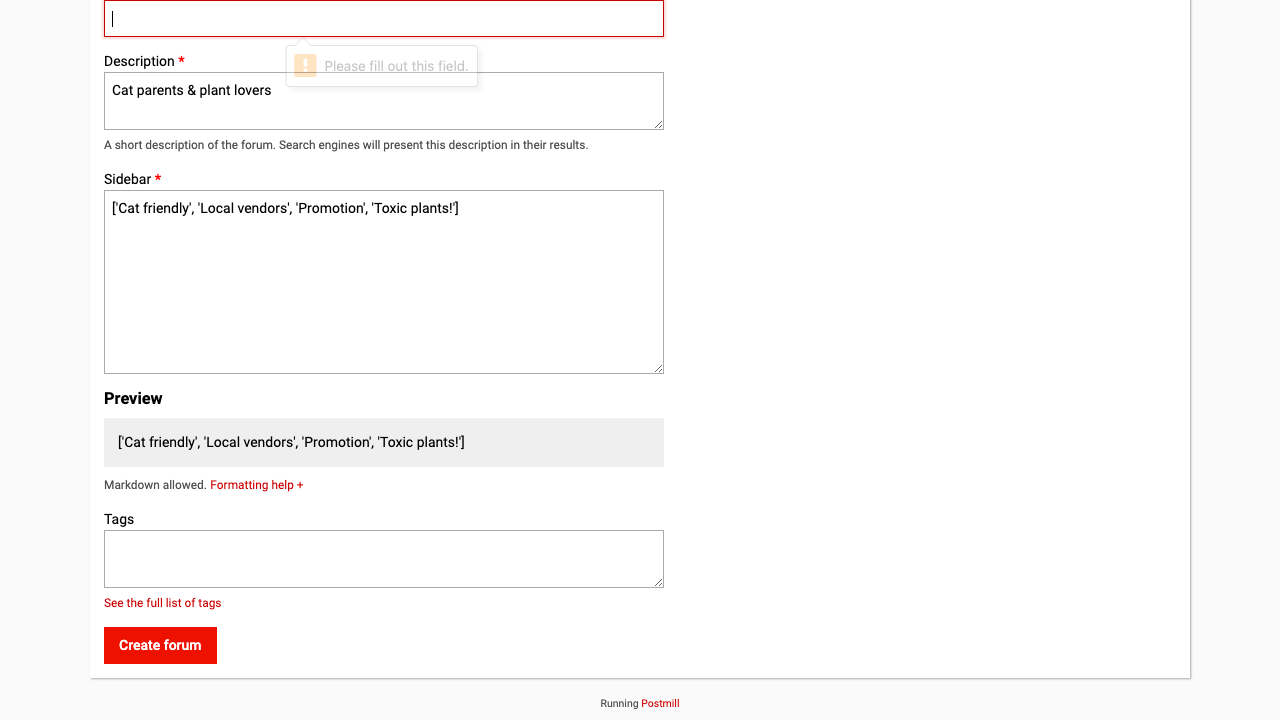 Description *
Please fill out this field.
Cat parents & plant lovers
A short description of the forum. Search engines will present this description in their results.
Sidebar *
['Cat friendly', 'Local vendors', 'Promotion', 'Toxic plants!']
Preview
['Cat friendly', 'Local vendors', 'Promotion', 'Toxic plants!']
Markdown allowed. Formatting help +
Tags
See the full list of tags
Create forum
Running Postmill